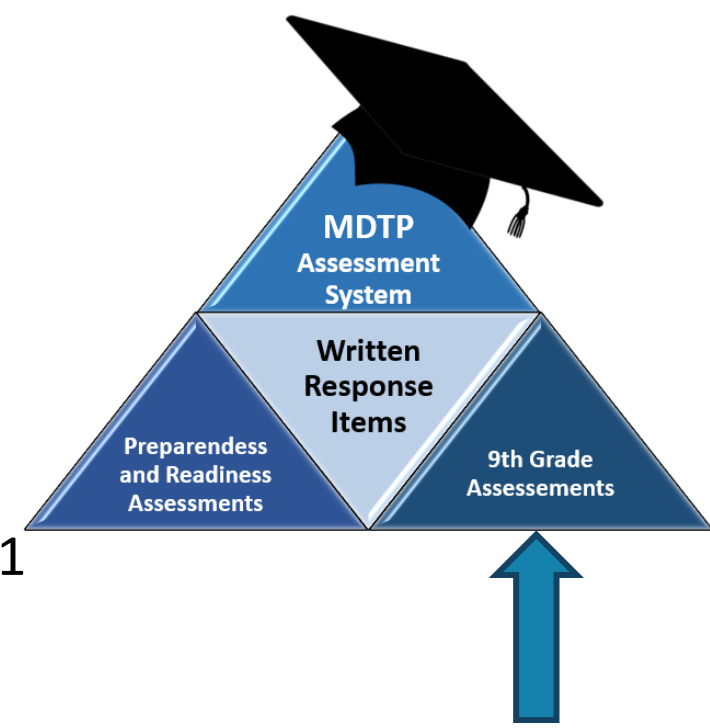 MDTP
Assessment
System
Written
Response
Items
Preparendess
and Readiness
Assessments
9th Grade
Assessements
1